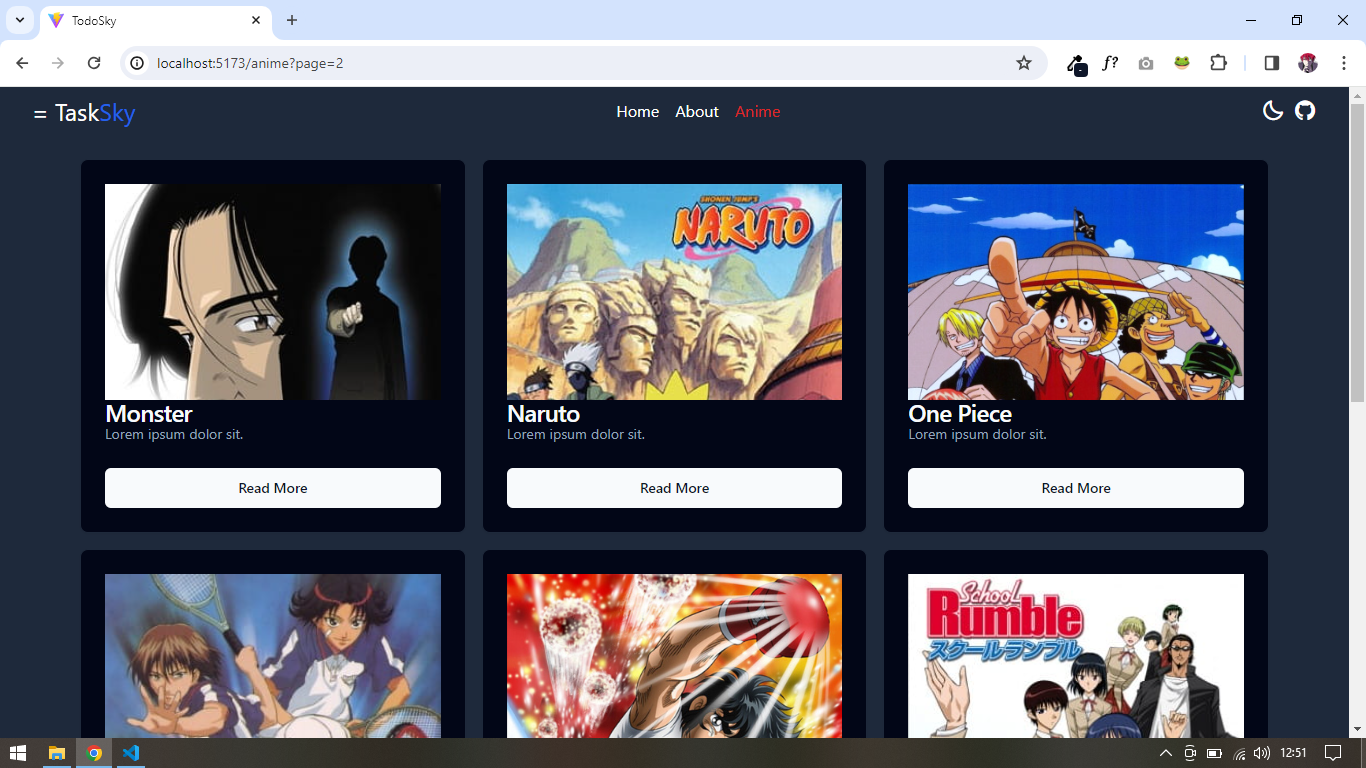 TodoSky
localhost:5173/anime?page=2
f?
= TaskSky
Home About Anime
SHONEN JUMP'S
NARUTO
Monster
Lorem ipsum dolor sit.
Read More
Naruto
Lorem ipsum dolor sit.
Read More
One Piece
Lorem ipsum dolor sit.
Read More
School
Rumble
スクールランブル
12:51